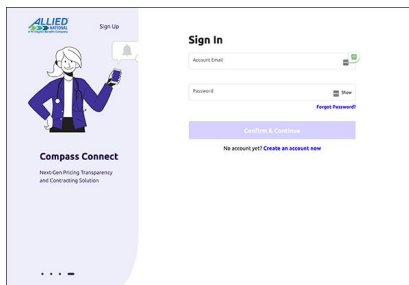 ALLIED
NATIONAL
Sign Up
Sign In
Account Email
Password
Show
Forgot Password?
Confirm & Continue
No account yet? Create an account now
Compass Connect
Next-Gen Pricing Transparency
and Contracting Solution